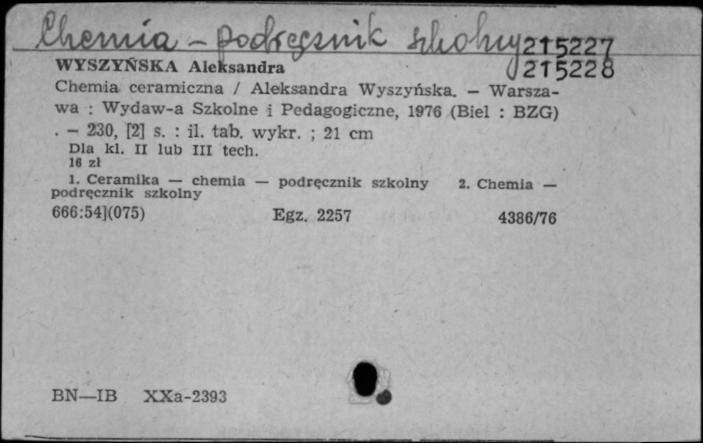 Chemia – podręcznik szkolny 215227
WYSZYŃSKA Aleksandra 215228
Chemia ceramiczna / Aleksandra Wyszyńska. – Warsza-
wa : Wydaw-a Szkolne i Pedagogiczne, 1976 (Biel : BZG)
. – 230, [2] s. : il. tab. wykr. ; 21 cm
Dla kl. II lub III tech.
16 zł
1. Ceramika — chemia — podręcznik szkolny 2. Chemia —
podręcznik szkolny
666:54](075) Egz. 2257 4386/76
BN—IB XXa-2393